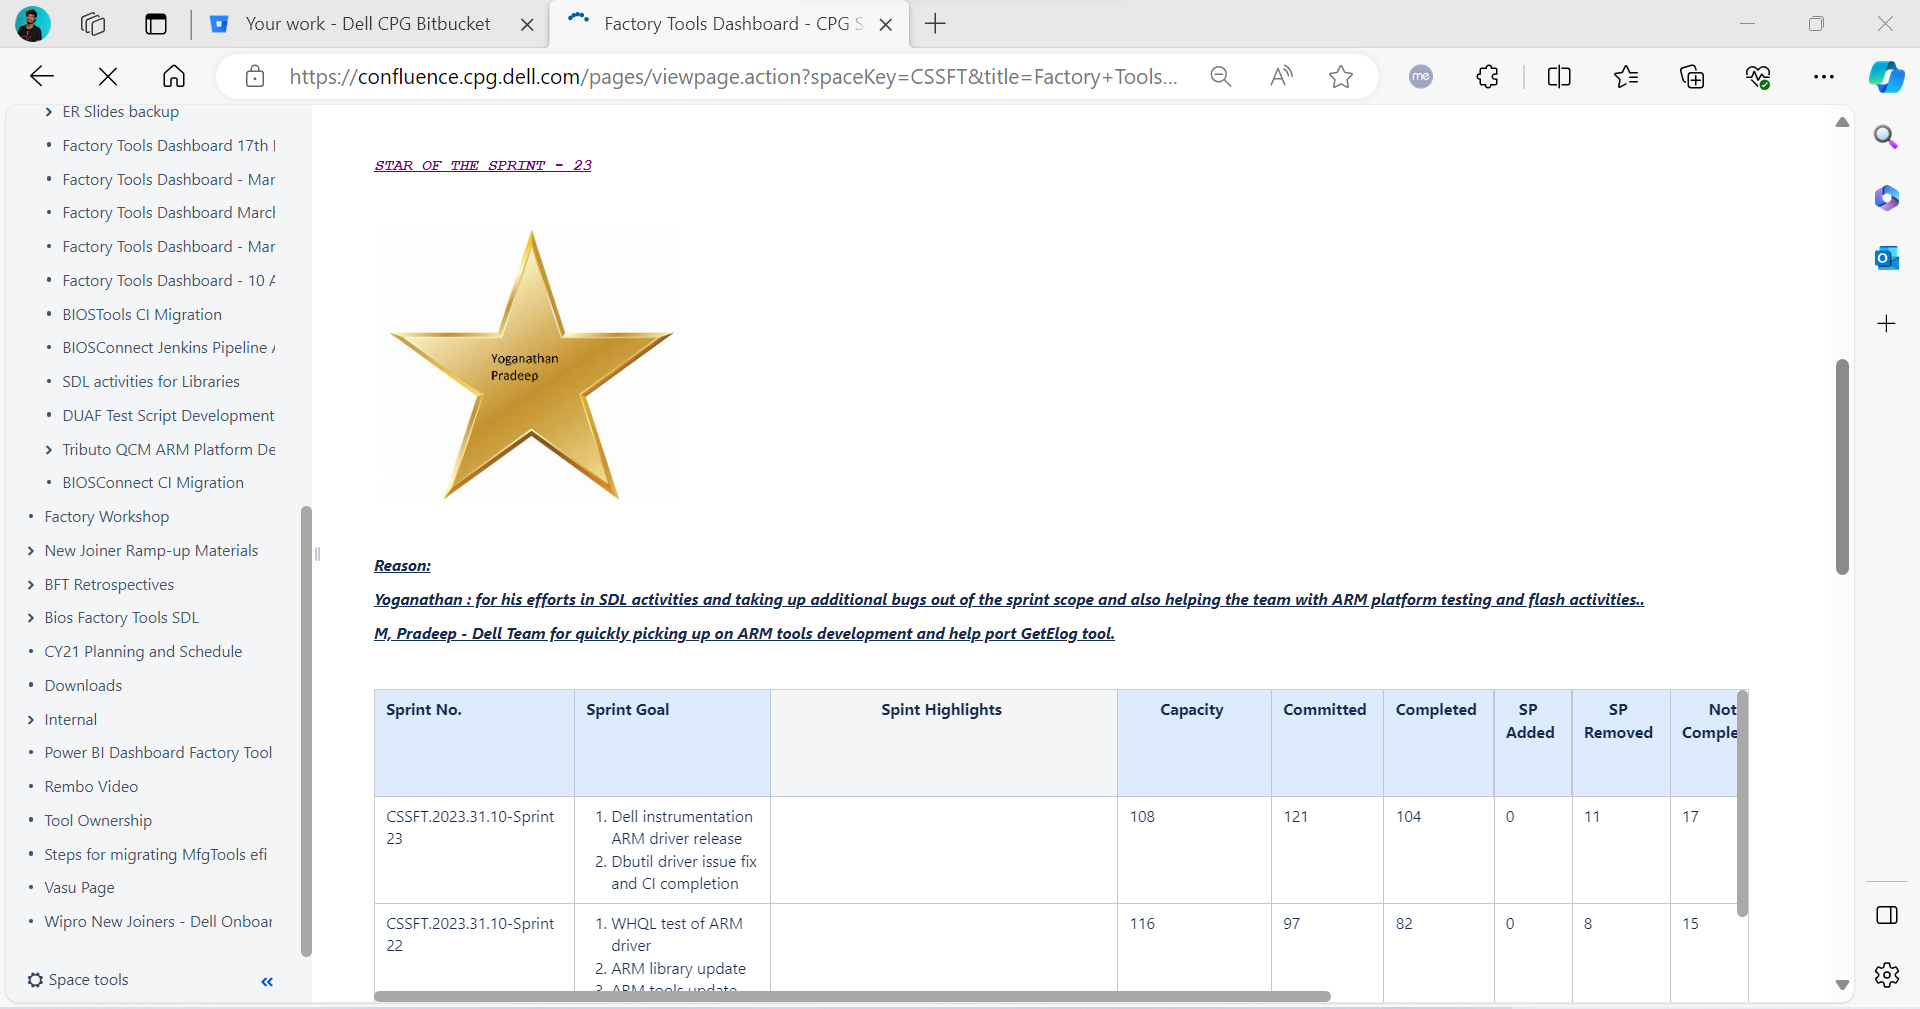 Your work - Dell CPG Bitbucket
Factory Tools Dashboard - CPG S
https://confluence.cpg.dell.com/pages/viewpage.action?spaceKey=CSSFT&title=Factory+Tools...
me
ER Slides backup
Factory Tools Dashboard 17th
Factory Tools Dashboard - Mar
Factory Tools Dashboard March
Factory Tools Dashboard - Mar
Factory Tools Dashboard - 10 A
BIOSTools CI Migration
BIOSConnect Jenkins Pipeline
SDL activities for Libraries
DUAF Test Script Development
Tributo QCM ARM Platform De
BIOSConnect CI Migration
Factory Workshop
New Joiner Ramp-up Materials
BFT Retrospectives
Bios Factory Tools SDL
CY21 Planning and Schedule
Downloads
Internal
Power BI Dashboard Factory Tool
Rembo Video
Tool Ownership
Steps for migrating MfgTools efi
Vasu Page
Wipro New Joiners - Dell Onboar
Space tools
STAR OF THE SPRINT - 23
Yoganathan
Pradeep
Reason:
Yoganathan : for his efforts in SDL activities and taking up additional bugs out of the sprint scope and also helping the team with ARM platform testing and flash activities..
M, Pradeep - Dell Team for quickly picking up on ARM tools development and help port GetElog tool.
Sprint No. Sprint Goal Spint Highlights Capacity Committed Completed SP Added SP Removed Not Comple
CSSFT.2023.31.10-Sprint 23
1. Dell instrumentation
ARM driver release
2. Dbutil driver issue fix
and CI completion
108 121 104 0 11 17
CSSFT.2023.31.10-Sprint 22
1. WHQL test of ARM
driver
2. ARM library update
3. ARM tools update
116 97 82 0 8 15